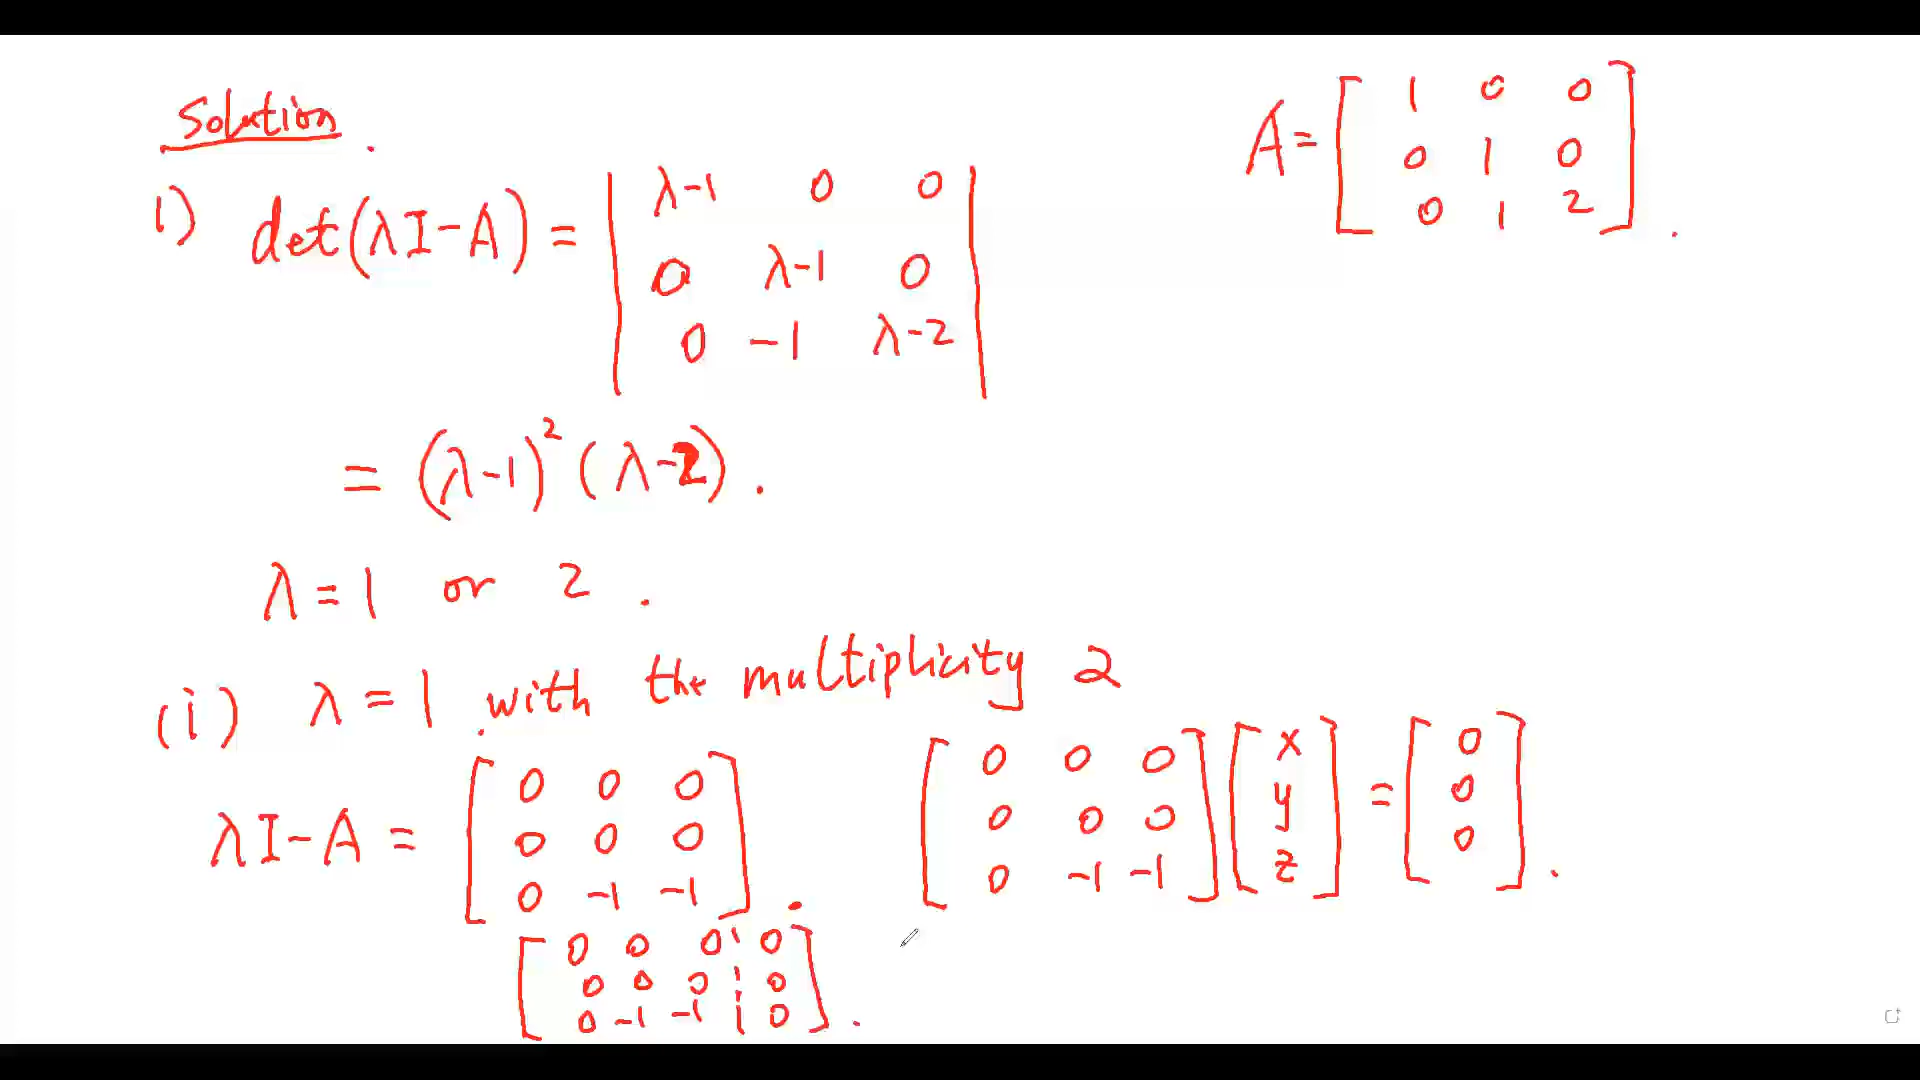 Solution.
A = [ 1 0 0
0 1 0
0 1 2 ].
1) det(λI-A) = | λ-1 0 0
0 λ-1 0
0 -1 λ-2 |
= (λ-1)² (λ-2).
λ = 1 or 2.
(i) λ = 1 with the multiplicity 2.
λI-A = [ 0 0 0
0 0 0
0 -1 -1 ].
[ 0 0 0
0 0 0
0 -1 -1 ] [ x
y
z ] = [ 0
0
0 ].
[ 0 0 0 ¦ 0
0 0 0 ¦ 0
0 -1 -1 ¦ 0 ].